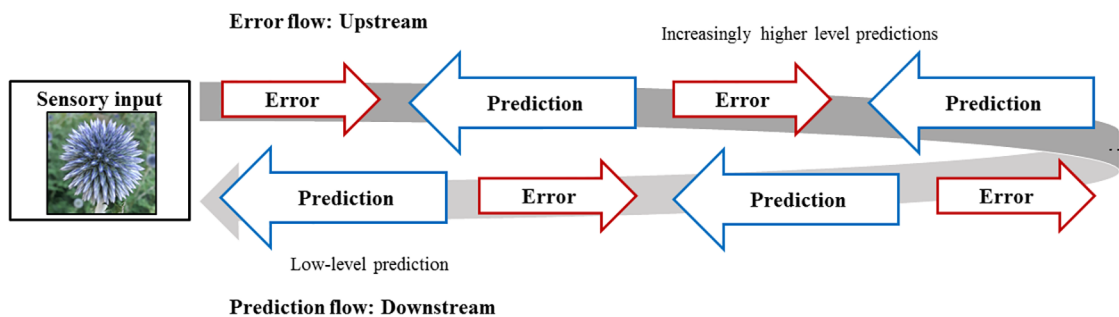 Error flow: Upstream
Increasingly higher level predictions
Sensory input
Error
Prediction
Error
Prediction
...
Prediction
Error
Prediction
Error
Low-level prediction
Prediction flow: Downstream